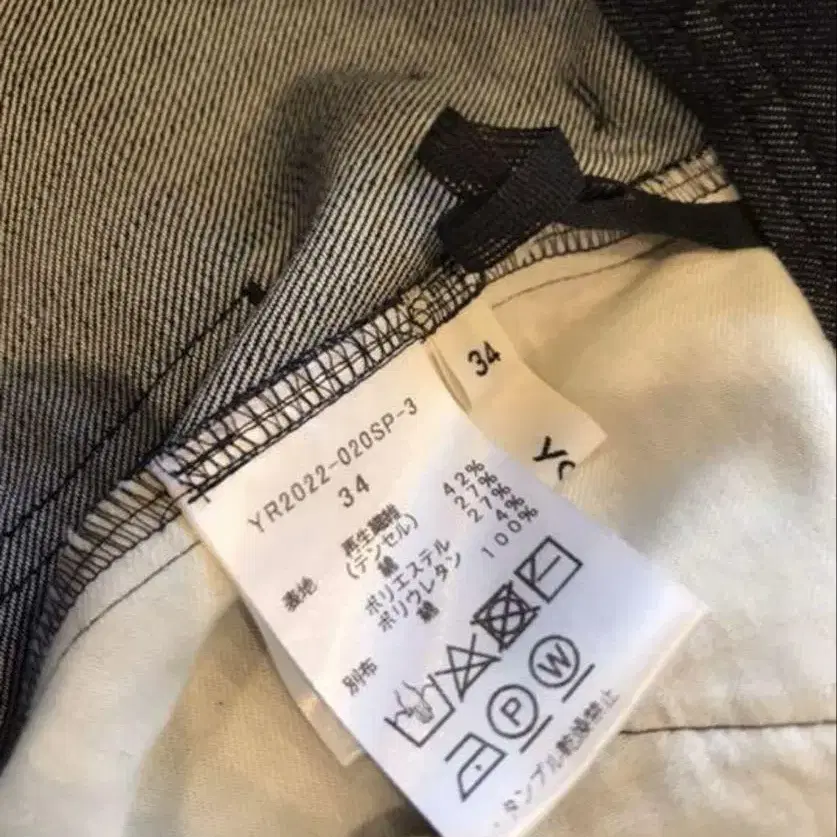 34
YR2022-020SP-3
34
表地 再生繊維 42%
(テンセル)
綿 27%
ポリエステル 27%
ポリウレタン 4%
別布 綿 100%
P W
タンブル乾燥禁止